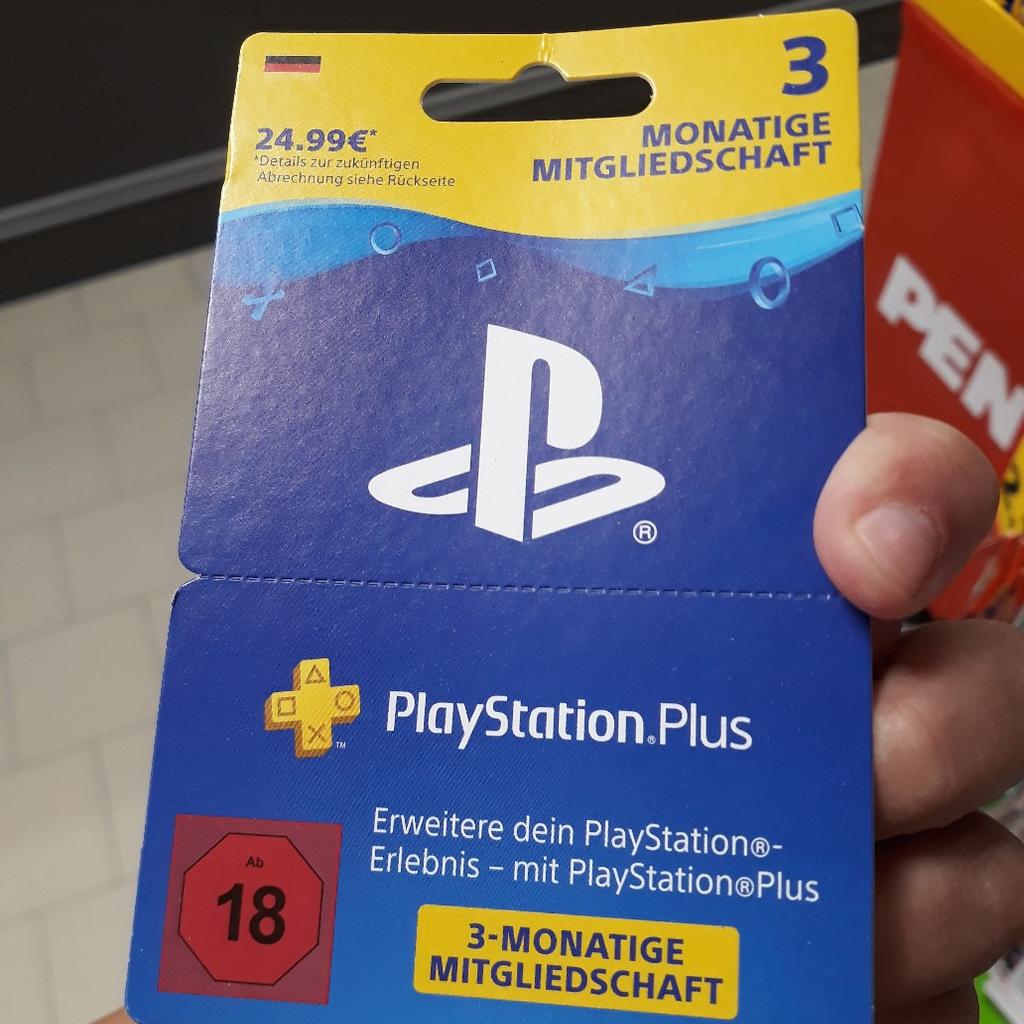 24.99€*
*Details zur zukünftigen
Abrechnung siehe Rückseite
3
MONATIGE
MITGLIEDSCHAFT
®
PlayStation®Plus
TM
Erweitere dein PlayStation®-
Erlebnis – mit PlayStation®Plus
Ab
18
3-MONATIGE
MITGLIEDSCHAFT
PEN